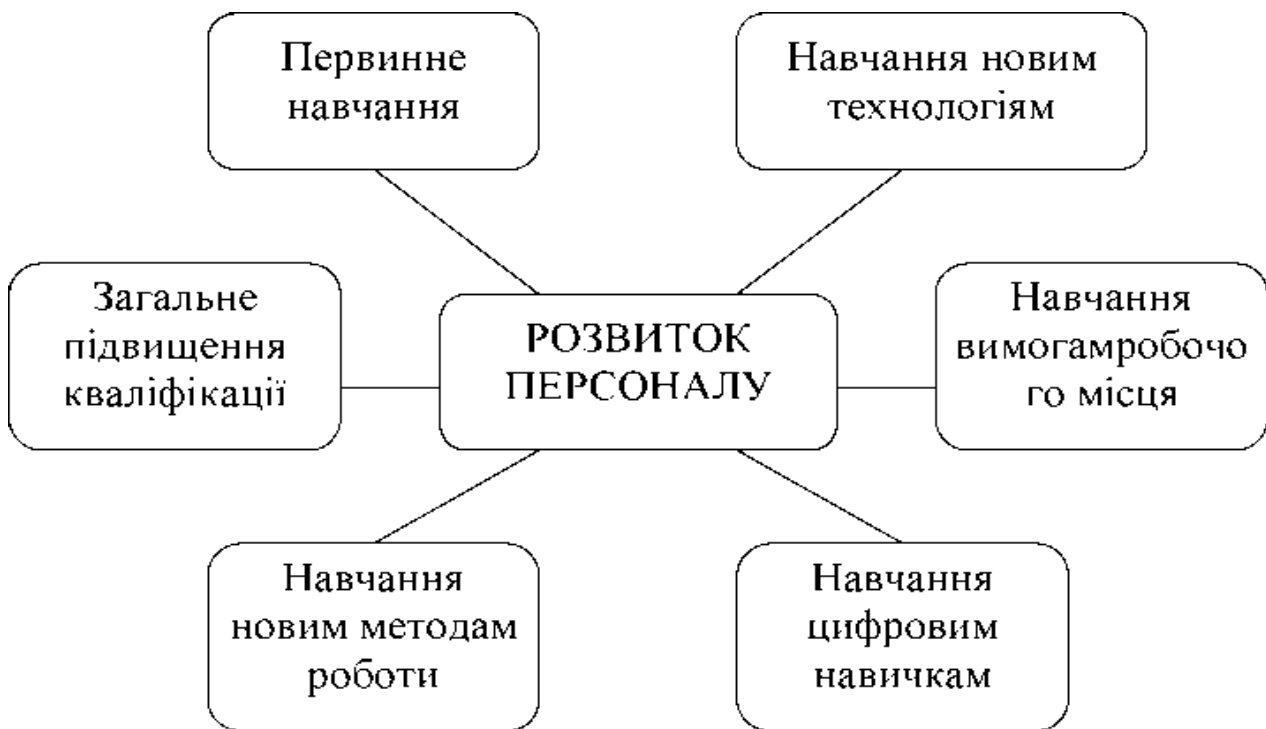 Первинне
навчання
Навчання новим
технологіям
Загальне
підвищення
кваліфікації
РОЗВИТОК
ПЕРСОНАЛУ
Навчання
вимогамробочо
го місця
Навчання
новим методам
роботи
Навчання
цифровим
навичкам